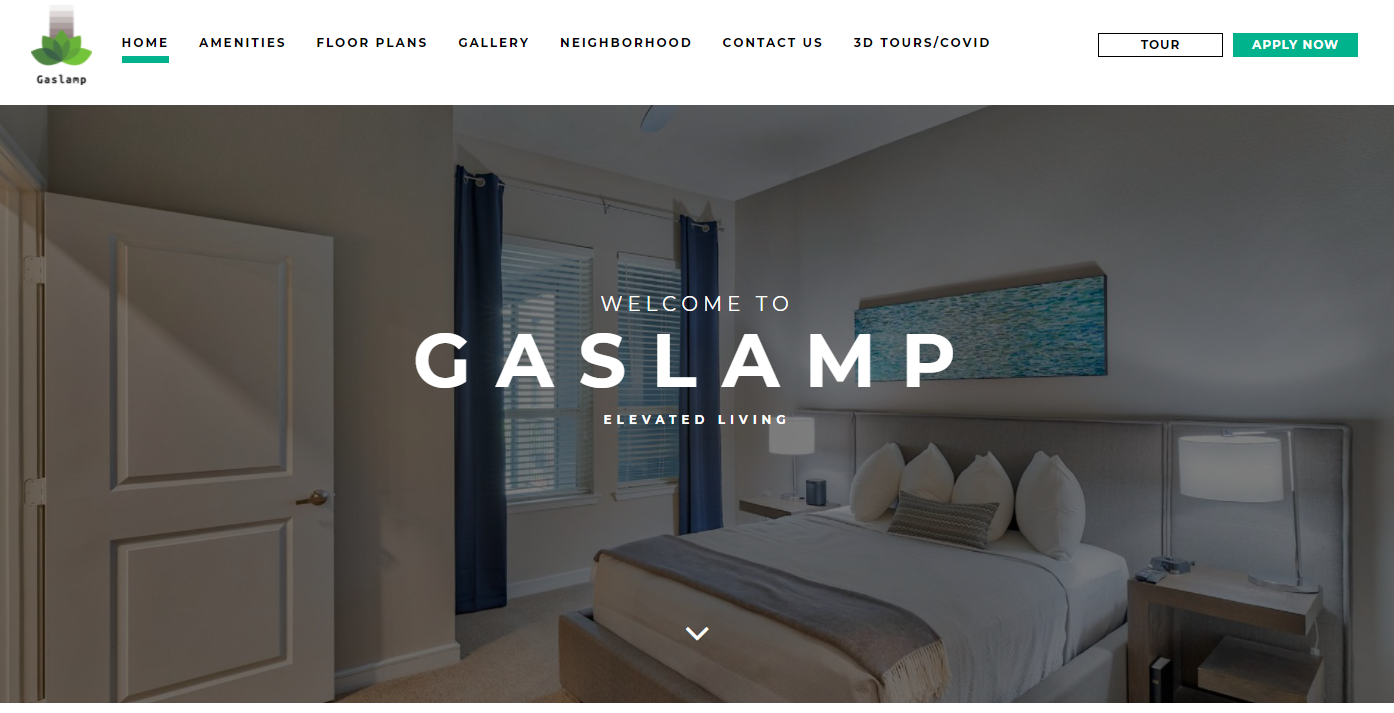 Gaslamp
HOME AMENITIES FLOOR PLANS GALLERY NEIGHBORHOOD CONTACT US 3D TOURS/COVID
TOUR APPLY NOW
WELCOME TO
GASLAMP
ELEVATED LIVING